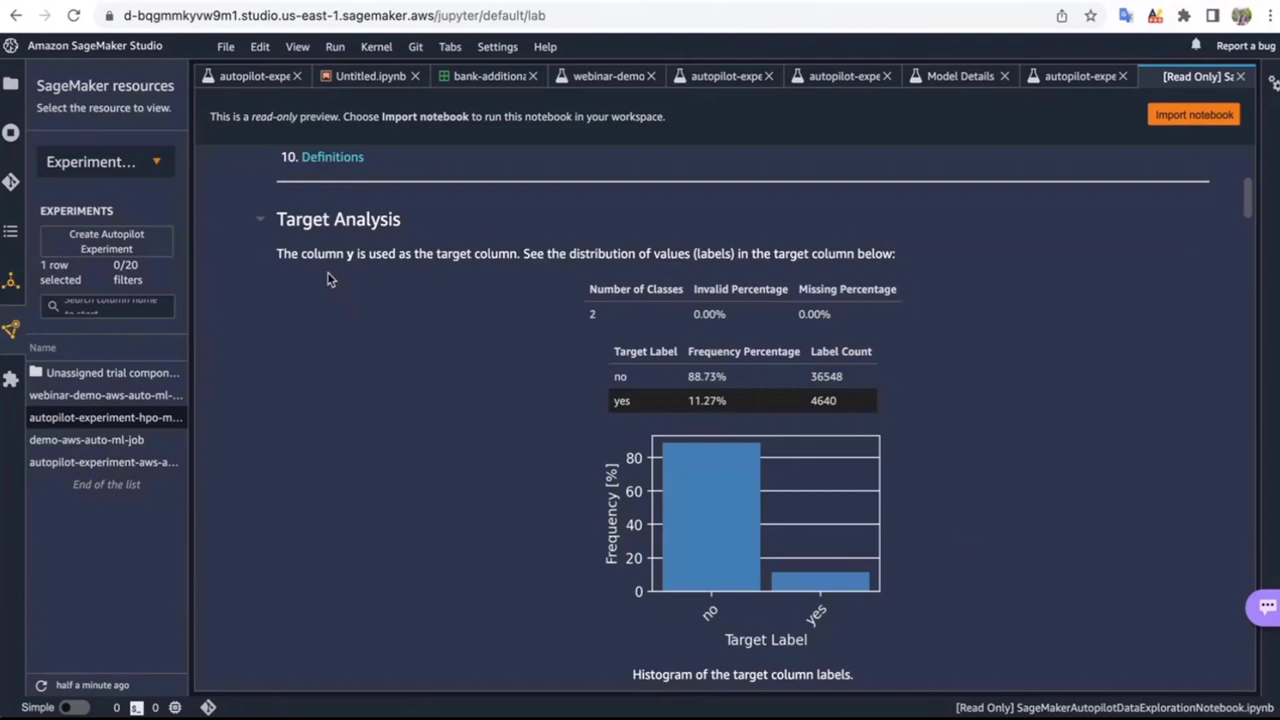 d-bqgmmkyvw9m1.studio.us-east-1.sagemaker.aws/jupyter/default/lab
Amazon SageMaker Studio
File Edit View Run Kernel Git Tabs Settings Help
Report a bug
SageMaker resources
Select the resource to view.
Experiment...
EXPERIMENTS
Create Autopilot
Experiment
1 row
selected
0/20
filters
Search column name
to start
Name
Unassigned trial compon...
webinar-demo-aws-auto-ml-...
autopilot-experiment-hpo-m...
demo-aws-auto-ml-job
autopilot-experiment-aws-a...
End of the list
half a minute ago
autopilot-expe
Untitled.ipynb
bank-additiona
webinar-demo
autopilot-expe
autopilot-expe
Model Details
autopilot-expe
[Read Only] Sa
This is a read-only preview. Choose Import notebook to run this notebook in your workspace.
Import notebook
10. Definitions
Target Analysis
The column y is used as the target column. See the distribution of values (labels) in the target column below:
Number of Classes Invalid Percentage Missing Percentage
2 0.00% 0.00%
Target Label Frequency Percentage Label Count
no 88.73% 36548
yes 11.27% 4640
Frequency [%]
80
60
40
20
0
no yes
Target Label
Histogram of the target column labels.
Simple 0 $_ 0
[Read Only] SageMakerAutopilotDataExplorationNotebook.ipynb